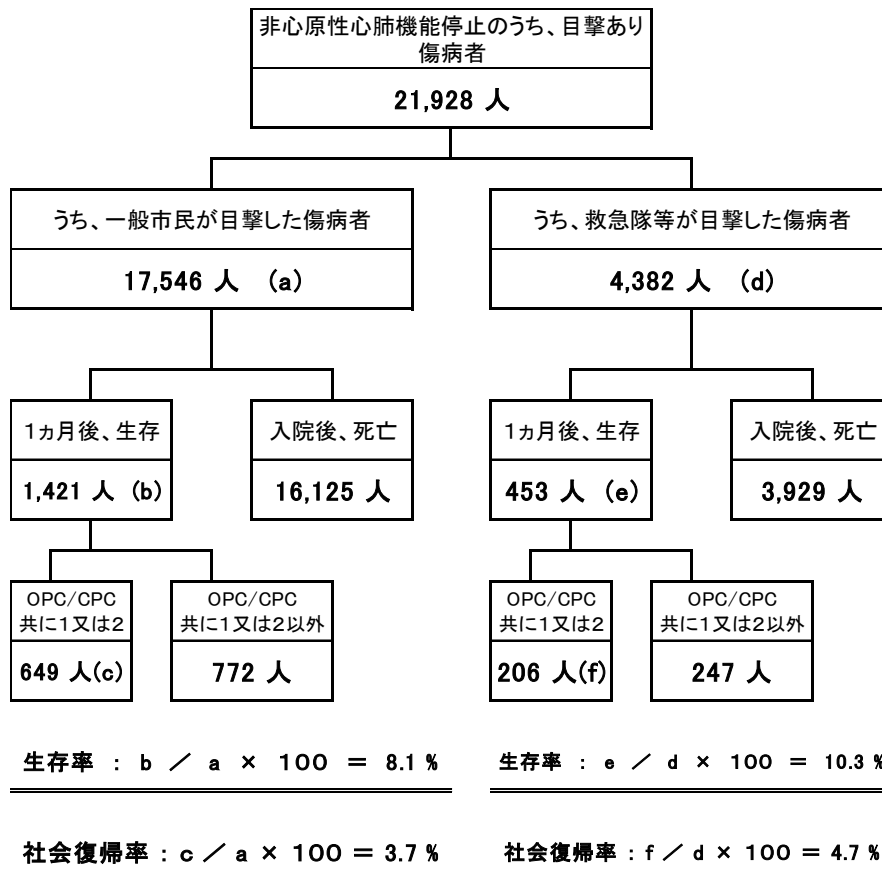 非心原性心肺機能停止のうち、目撃あり
傷病者
21,928 人
うち、一般市民が目撃した傷病者
17,546 人 (a)
うち、救急隊等が目撃した傷病者
4,382 人 (d)
1ヵ月後、生存
1,421 人 (b)
入院後、死亡
16,125 人
1ヵ月後、生存
453 人 (e)
入院後、死亡
3,929 人
OPC/CPC
共に1又は2
649 人(c)
OPC/CPC
共に1又は2以外
772 人
OPC/CPC
共に1又は2
206 人(f)
OPC/CPC
共に1又は2以外
247 人
生存率 : b / a × 100 = 8.1 %
生存率 : e / d × 100 = 10.3 %
社会復帰率 : c / a × 100 = 3.7 %
社会復帰率 : f / d × 100 = 4.7 %